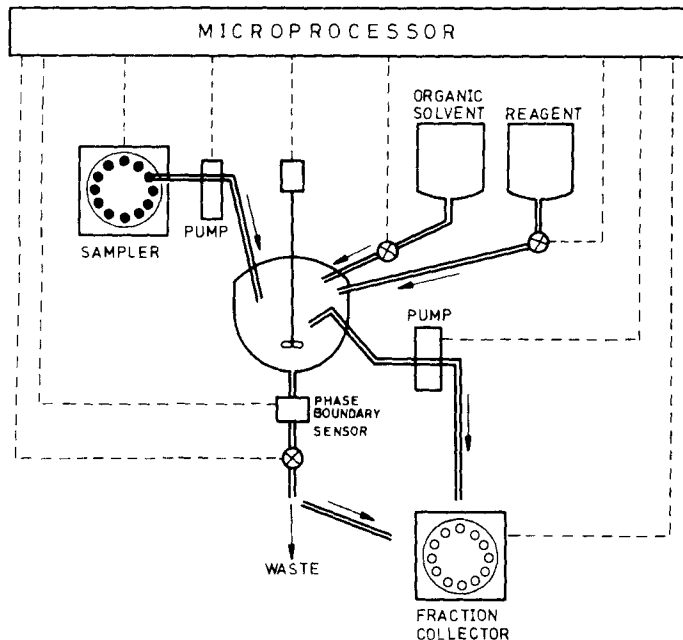 MICROPROCESSOR
ORGANIC
SOLVENT
REAGENT
SAMPLER
PUMP
PUMP
PHASE
BOUNDARY
SENSOR
WASTE
FRACTION
COLLECTOR